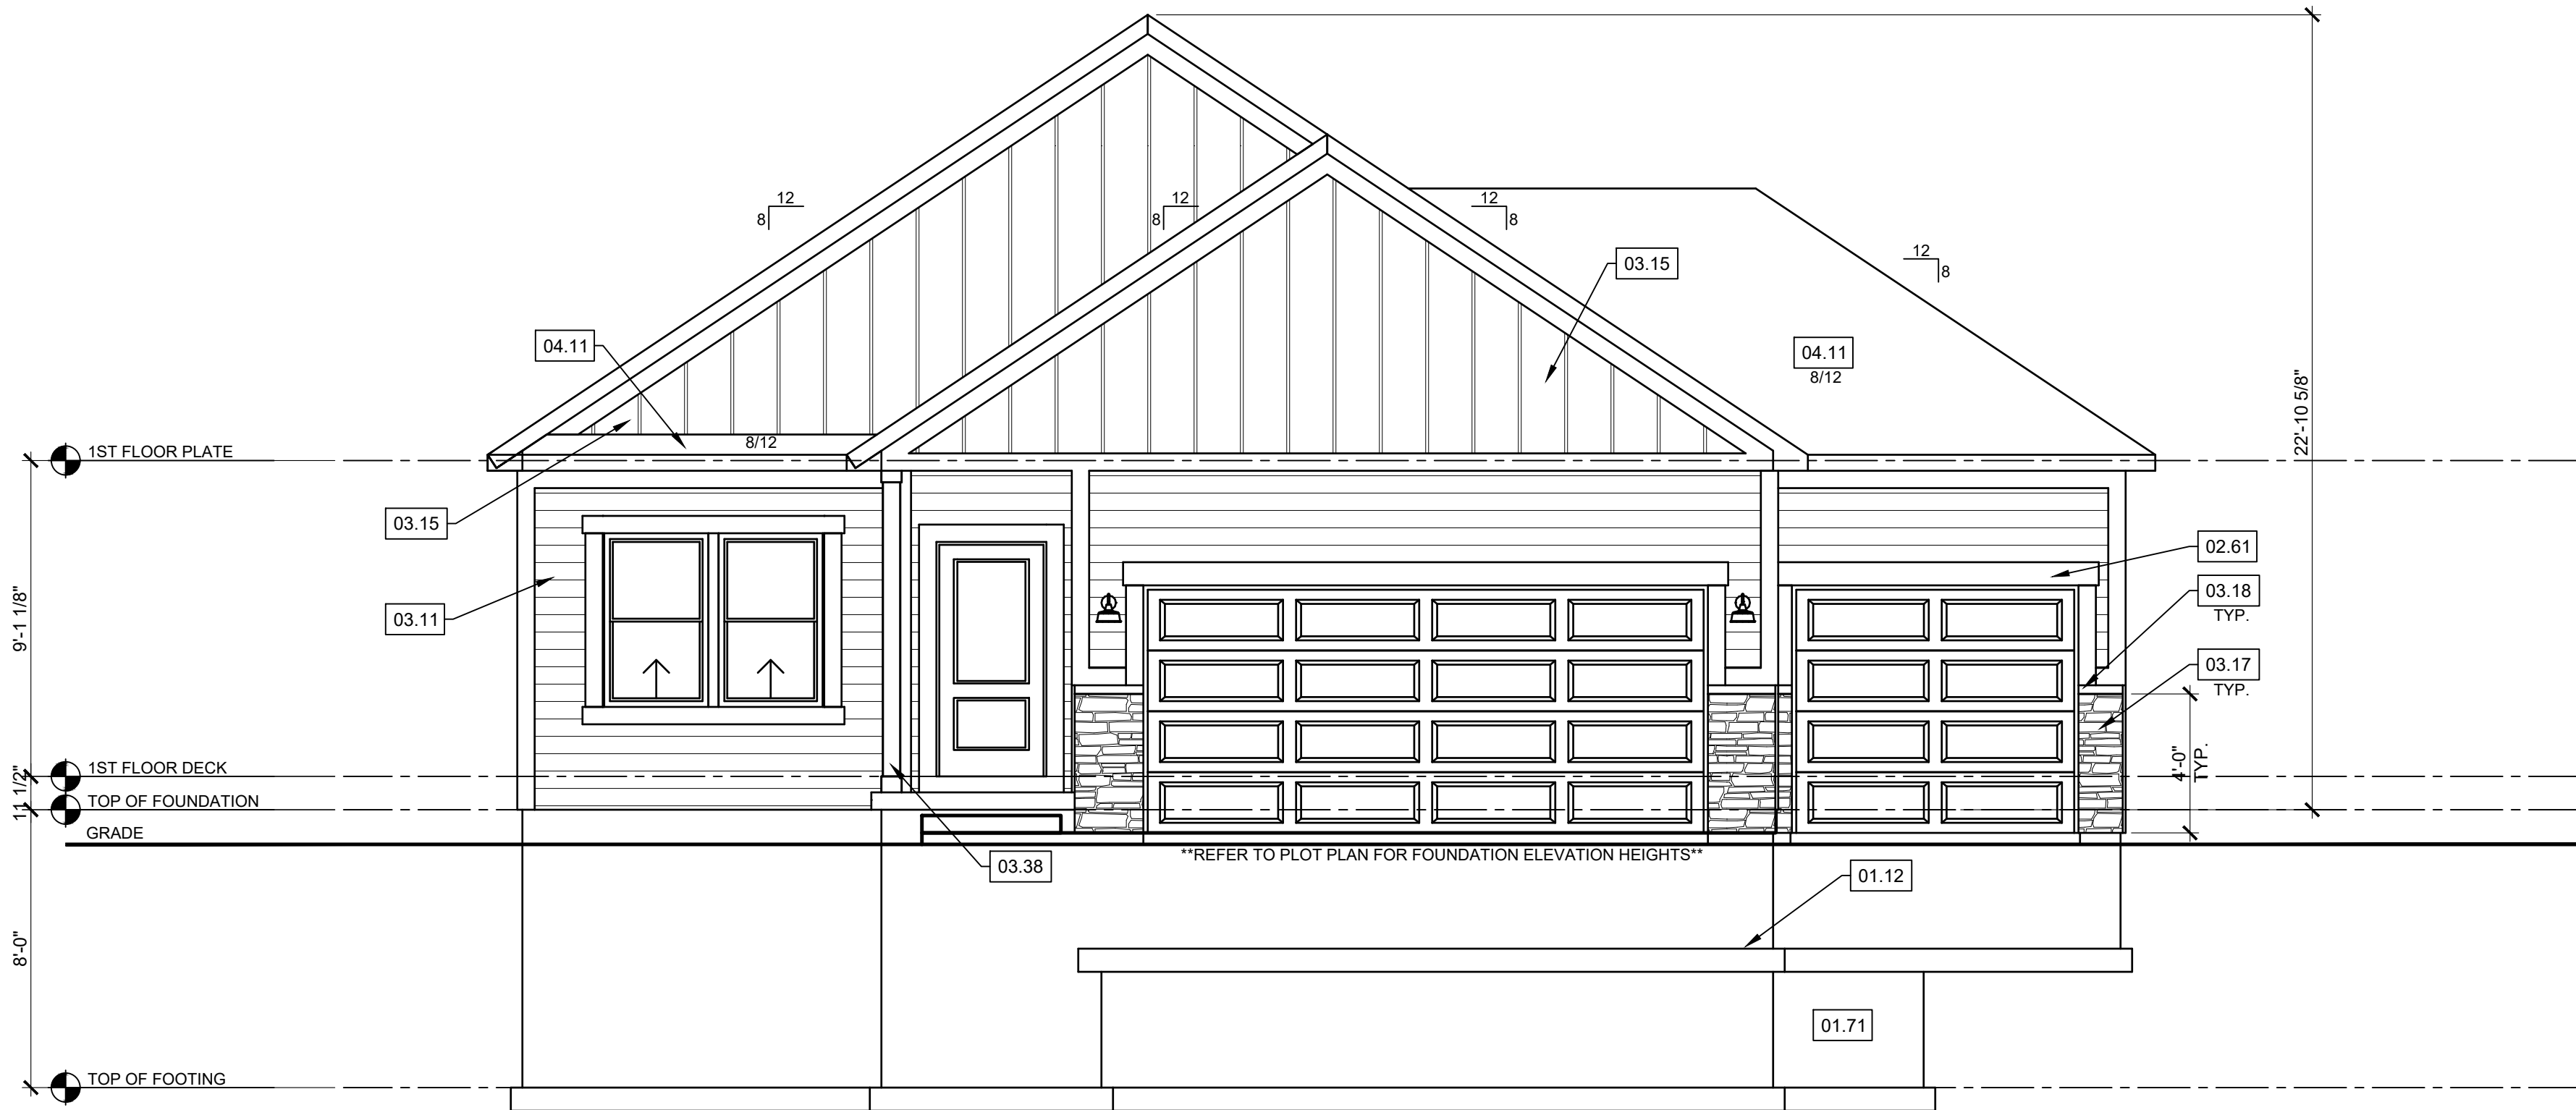 12
8
12
8
12
8
12
8
03.15
04.11
04.11
8/12
22'-10 5/8"
8/12
1ST FLOOR PLATE
03.15
02.61
03.18
TYP.
03.11
9'-1 1/8"
03.17
TYP.
4'-0"
TYP.
1ST FLOOR DECK
11 1/2"
TOP OF FOUNDATION
GRADE
**REFER TO PLOT PLAN FOR FOUNDATION ELEVATION HEIGHTS**
03.38
01.12
8'-0"
01.71
TOP OF FOOTING